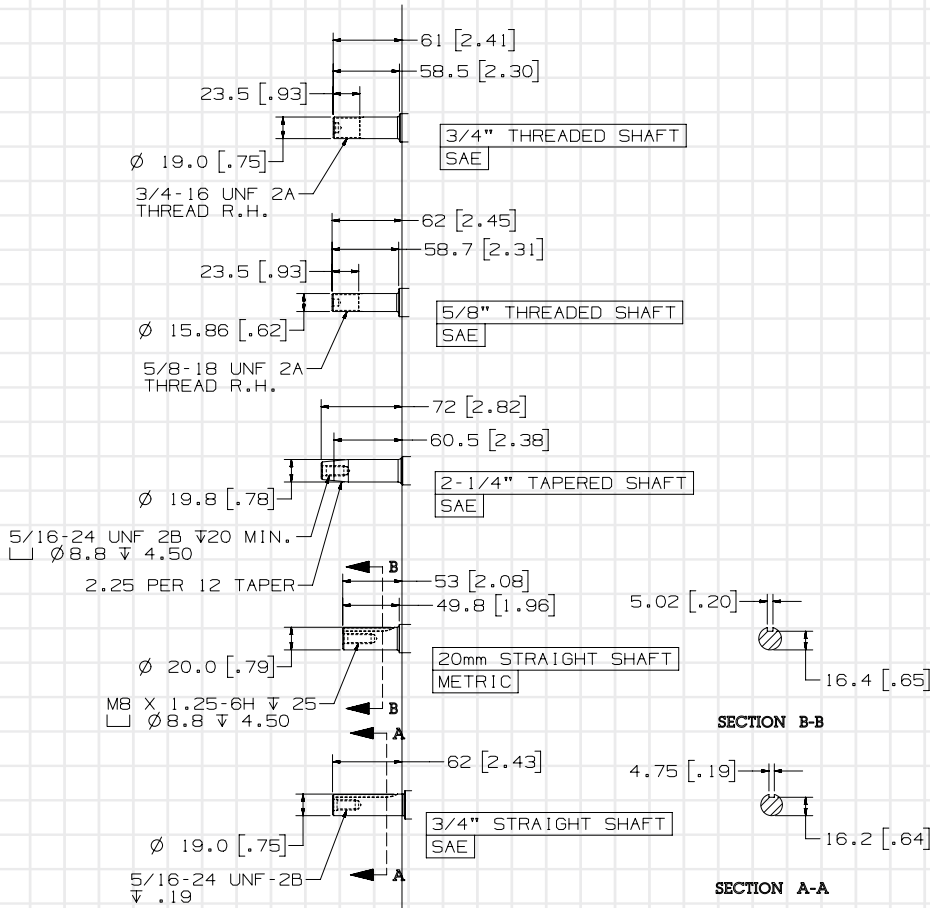 61 [2.41]
58.5 [2.30]
23.5 [.93]
Ø 19.0 [.75]
3/4-16 UNF 2A
THREAD R.H.
3/4" THREADED SHAFT
SAE
62 [2.45]
58.7 [2.31]
23.5 [.93]
Ø 15.86 [.62]
5/8-18 UNF 2A
THREAD R.H.
5/8" THREADED SHAFT
SAE
72 [2.82]
60.5 [2.38]
Ø 19.8 [.78]
5/16-24 UNF 2B ↧20 MIN.
⌴ Ø8.8 ↧ 4.50
2.25 PER 12 TAPER
2-1/4" TAPERED SHAFT
SAE
B
53 [2.08]
49.8 [1.96]
Ø 20.0 [.79]
M8 X 1.25-6H ↧ 25
⌴ Ø8.8 ↧ 4.50
B
20mm STRAIGHT SHAFT
METRIC
5.02 [.20]
16.4 [.65]
SECTION B-B
A
62 [2.43]
Ø 19.0 [.75]
5/16-24 UNF-2B
↧ .19
A
3/4" STRAIGHT SHAFT
SAE
4.75 [.19]
16.2 [.64]
SECTION A-A